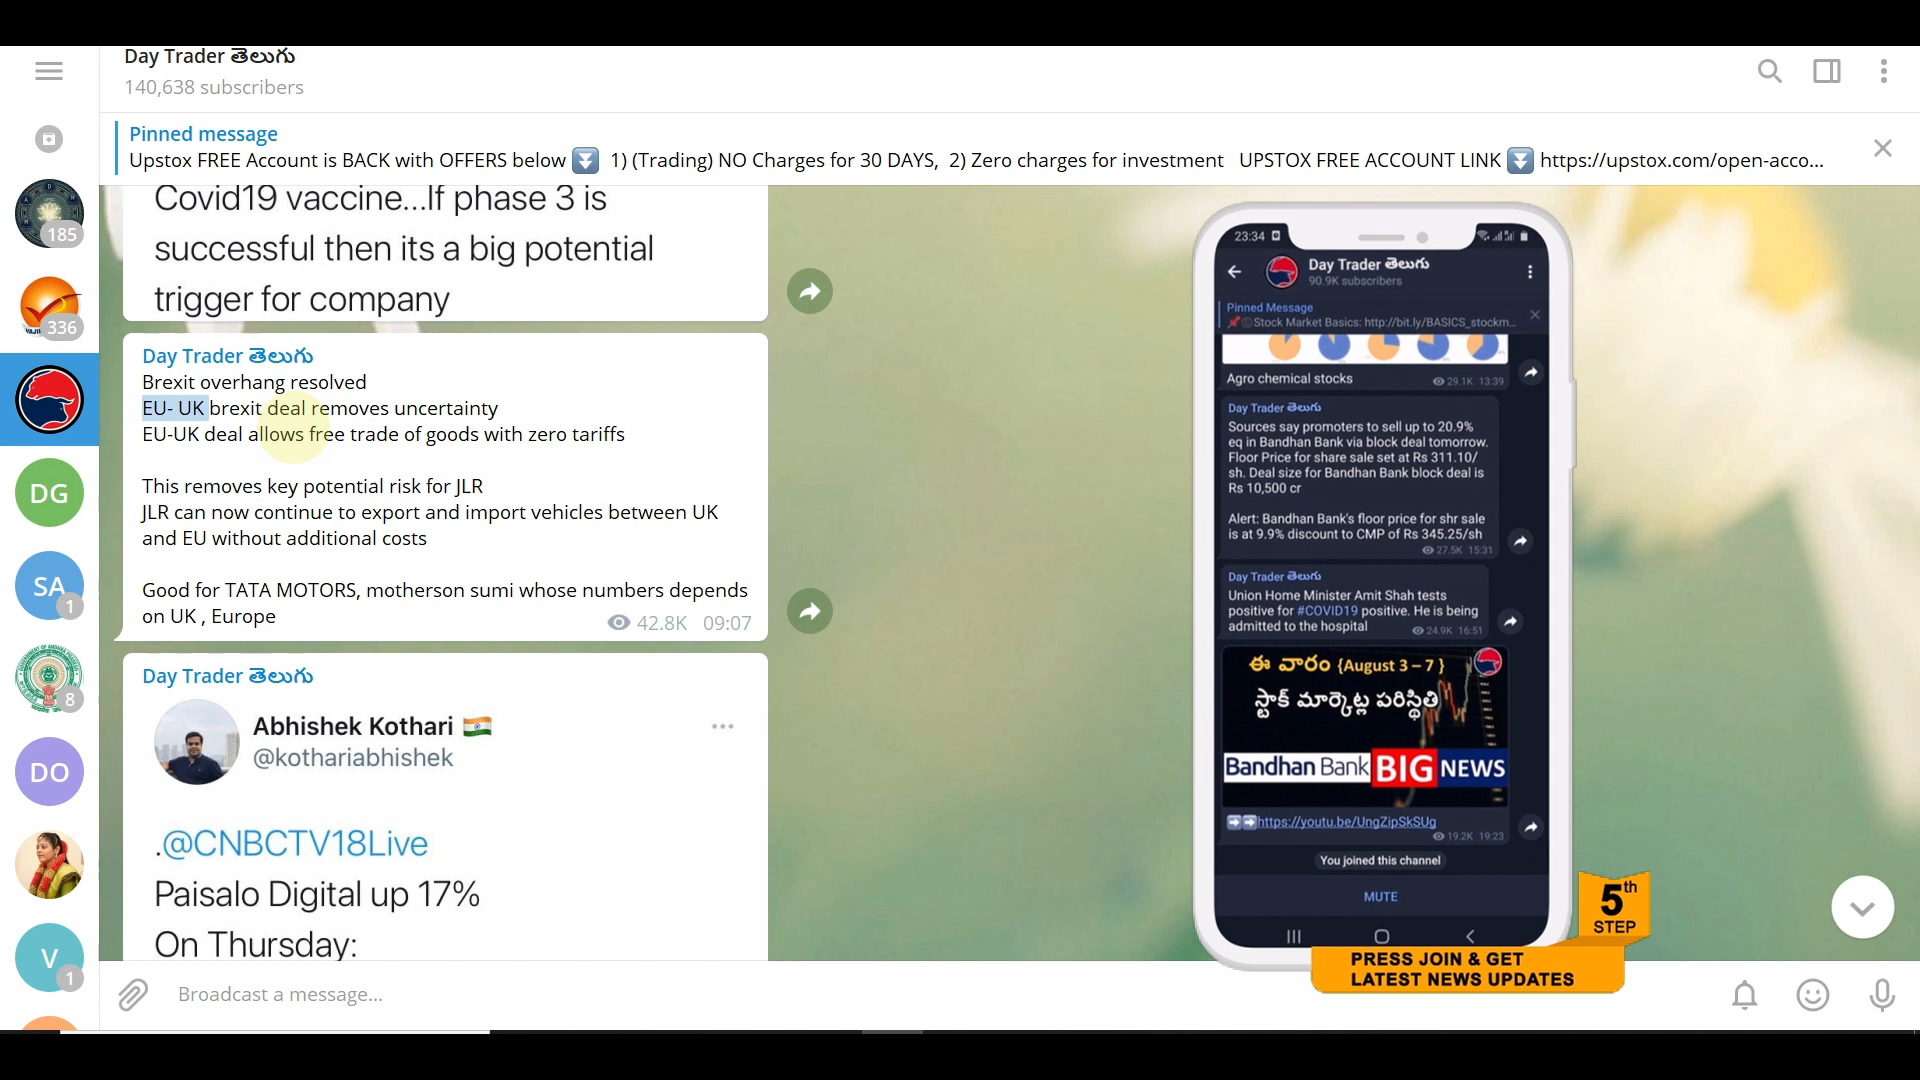 Day Trader తెలుగు
140,638 subscribers
Pinned message
Upstox FREE Account is BACK with OFFERS below ⏬ 1) (Trading) NO Charges for 30 DAYS, 2) Zero charges for investment UPSTOX FREE ACCOUNT LINK ⏬ https://upstox.com/open-acco...
185
336
DG
SA
1
8
DO
V
1
Covid19 vaccine...If phase 3 is
successful then its a big potential
trigger for company
Day Trader తెలుగు
Brexit overhang resolved
EU- UK brexit deal removes uncertainty
EU-UK deal allows free trade of goods with zero tariffs
This removes key potential risk for JLR
JLR can now continue to export and import vehicles between UK
and EU without additional costs
Good for TATA MOTORS, motherson sumi whose numbers depends
on UK , Europe
42.8K 09:07
Day Trader తెలుగు
Abhishek Kothari 🇮🇳
@kothariabhishek
.@CNBCTV18Live
Paisalo Digital up 17%
On Thursday:
Broadcast a message...
23:34
Day Trader తెలుగు
90.9K subscribers
Pinned Message
📌©Stock Market Basics: http://bit.ly/BASICS_stockm...
Agro chemical stocks
29.1K 13:39
Day Trader తెలుగు
Sources say promoters to sell up to 20.9%
eq in Bandhan Bank via block deal tomorrow.
Floor Price for share sale set at Rs 311.10/
sh. Deal size for Bandhan Bank block deal is
Rs 10,500 cr
Alert: Bandhan Bank's floor price for shr sale
is at 9.9% discount to CMP of Rs 345.25/sh
27.5K 15:31
Day Trader తెలుగు
Union Home Minister Amit Shah tests
positive for #COVID19 positive. He is being
admitted to the hospital
24.9K 16:51
ఈ వారం {August 3 – 7 }
స్టాక్ మార్కెట్ల పరిస్థితి
Bandhan Bank BIG NEWS
➡➡https://youtu.be/UngZipSkSUg
19.2K 19:23
You joined this channel
MUTE
5th
STEP
PRESS JOIN & GET
LATEST NEWS UPDATES